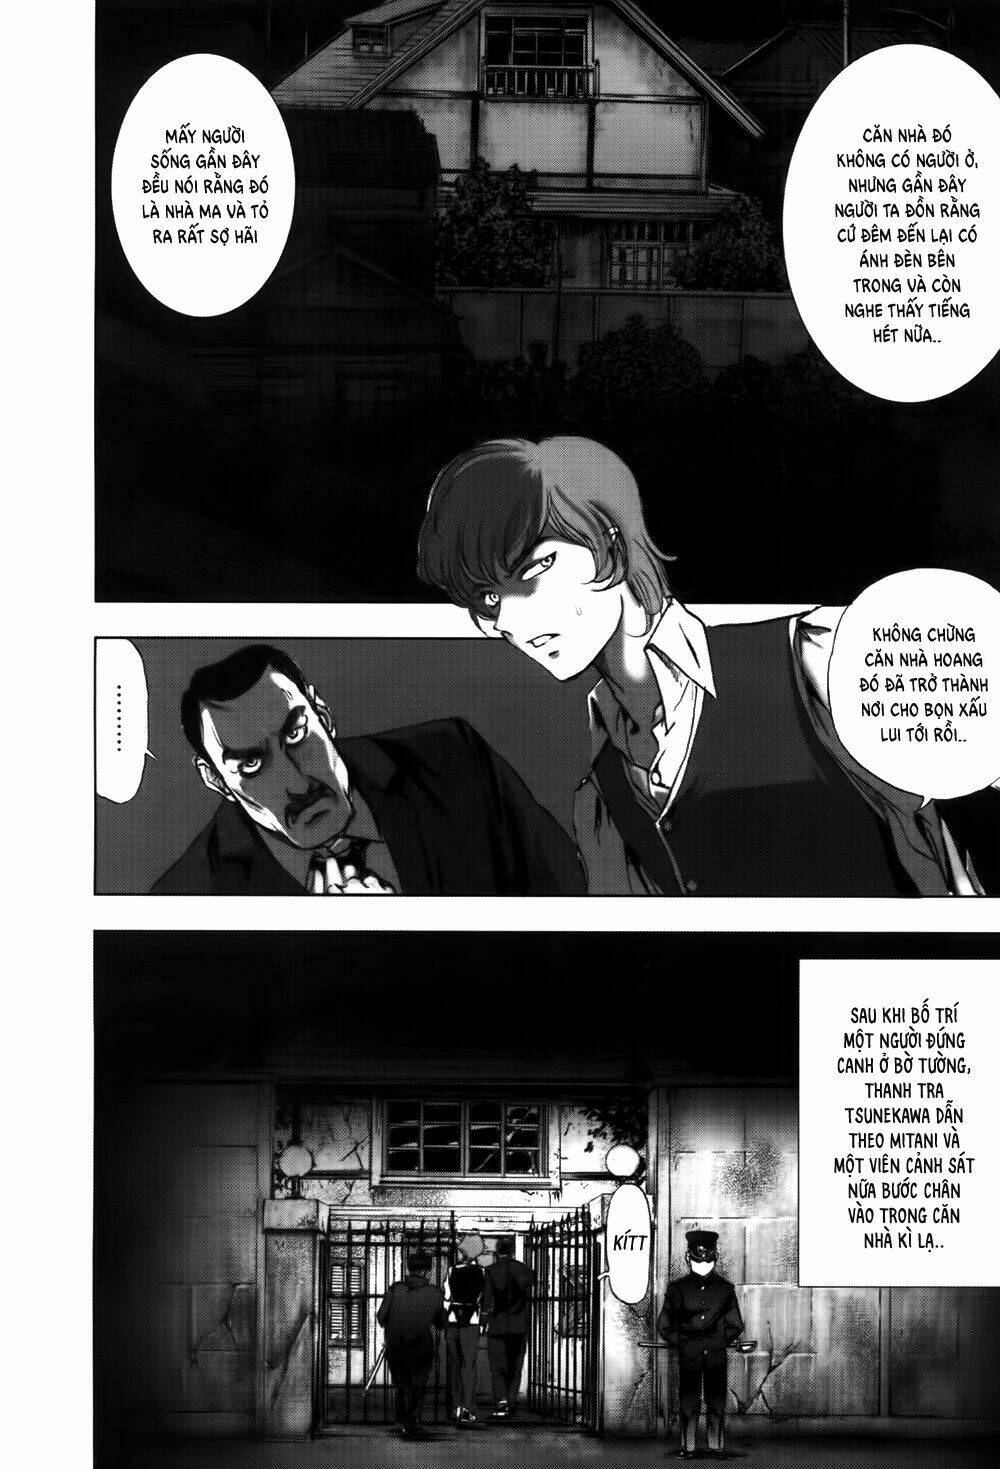 CĂN NHÀ ĐÓ
KHÔNG CÓ NGƯỜI Ở,
NHƯNG GẦN ĐÂY
NGƯỜI TA ĐỒN RẰNG
CỨ ĐÊM ĐẾN LẠI CÓ
ÁNH ĐÈN BÊN
TRONG VÀ CÒN
NGHE THẤY TIẾNG
HÉT NỮA..
MẤY NGƯỜI
SỐNG GẦN ĐÂY
ĐỀU NÓI RẰNG ĐÓ
LÀ NHÀ MA VÀ TỎ
RA RẤT SỢ HÃI
KHÔNG CHỪNG
CĂN NHÀ HOANG
ĐÓ ĐÃ TRỞ THÀNH
NƠI CHO BỌN XẤU
LUI TỚI RỒI..
.........
SAU KHI BỐ TRÍ
MỘT NGƯỜI ĐỨNG
CANH Ở BỜ TƯỜNG,
THANH TRA
TSUNEKAWA DẪN
THEO MITANI VÀ
MỘT VIÊN CẢNH SÁT
NỮA BƯỚC CHÂN
VÀO TRONG CĂN
NHÀ KÌ LẠ..
KÍTT